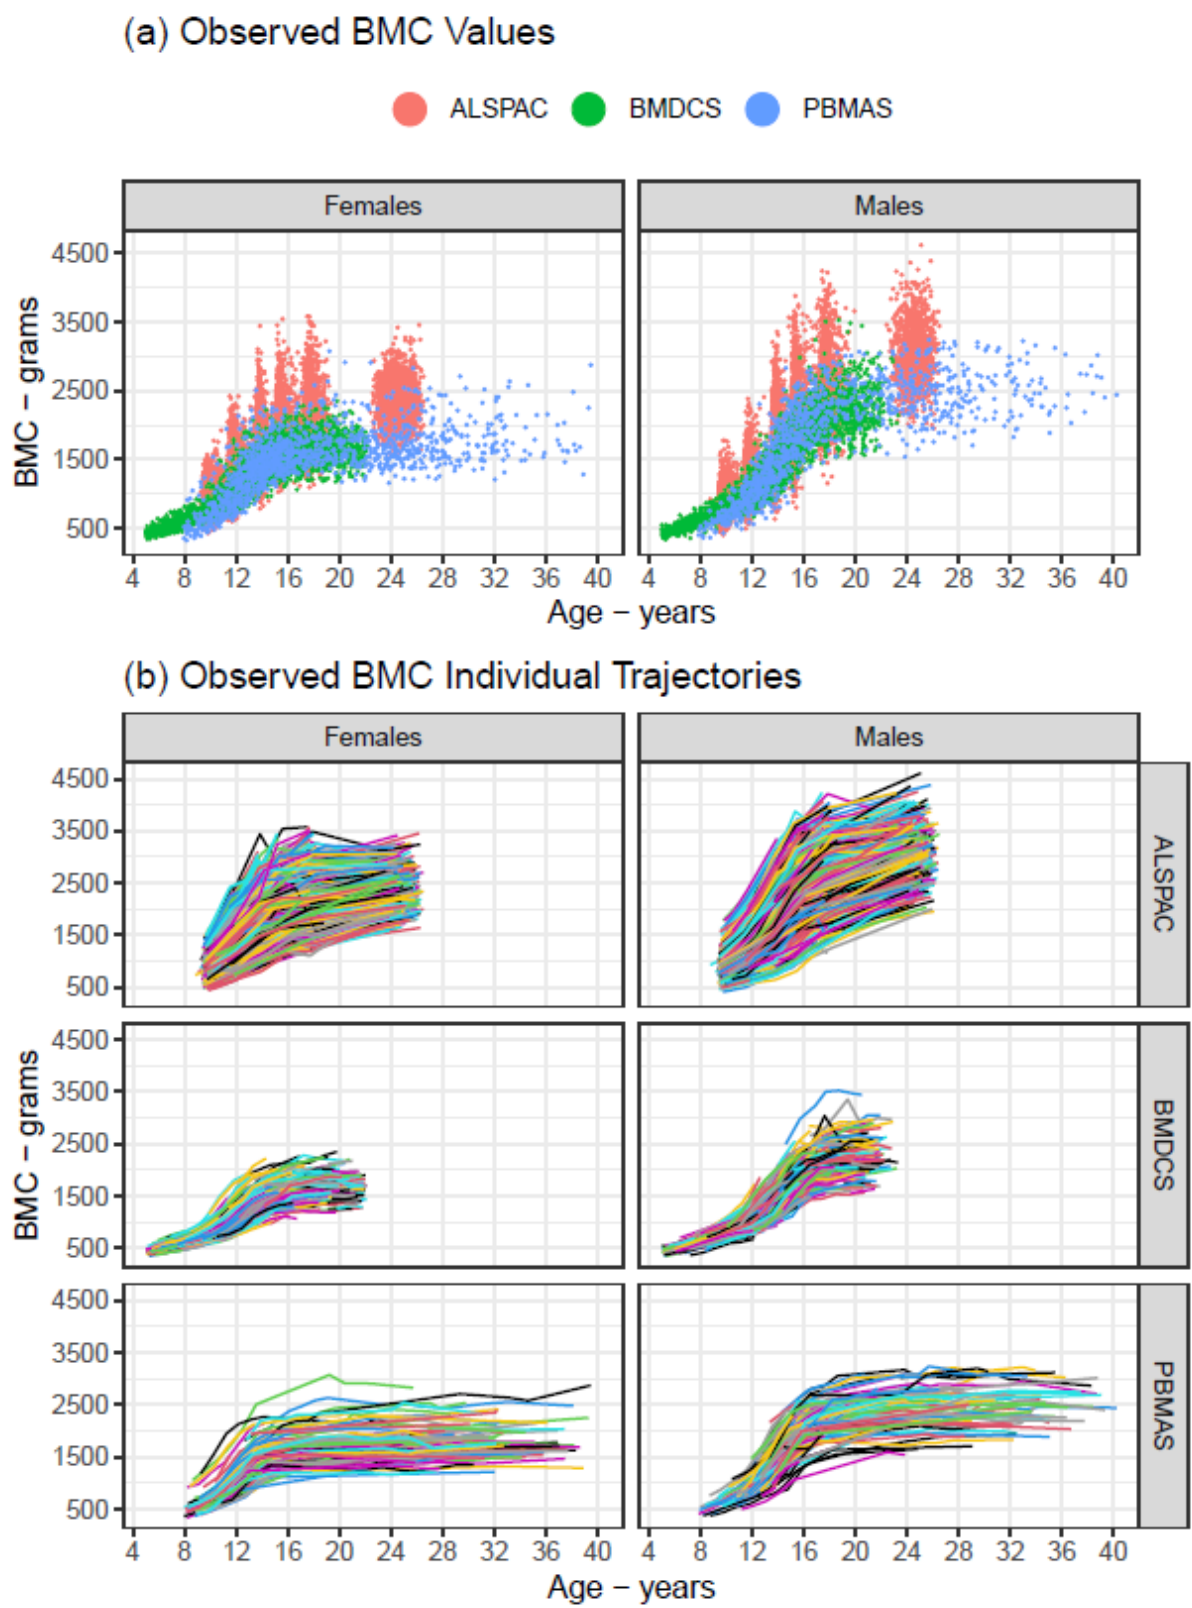 (a) Observed BMC Values
ALSPAC BMDCS PBMAS
Females Males
4500
3500
2500
1500
500
BMC − grams
4 8 12 16 20 24 28 32 36 40 4 8 12 16 20 24 28 32 36 40
Age − years
(b) Observed BMC Individual Trajectories
Females Males
4500
3500
2500
1500
500
ALSPAC
4500
3500
2500
1500
500
BMDCS
BMC − grams
4500
3500
2500
1500
500
PBMAS
4 8 12 16 20 24 28 32 36 40 4 8 12 16 20 24 28 32 36 40
Age − years